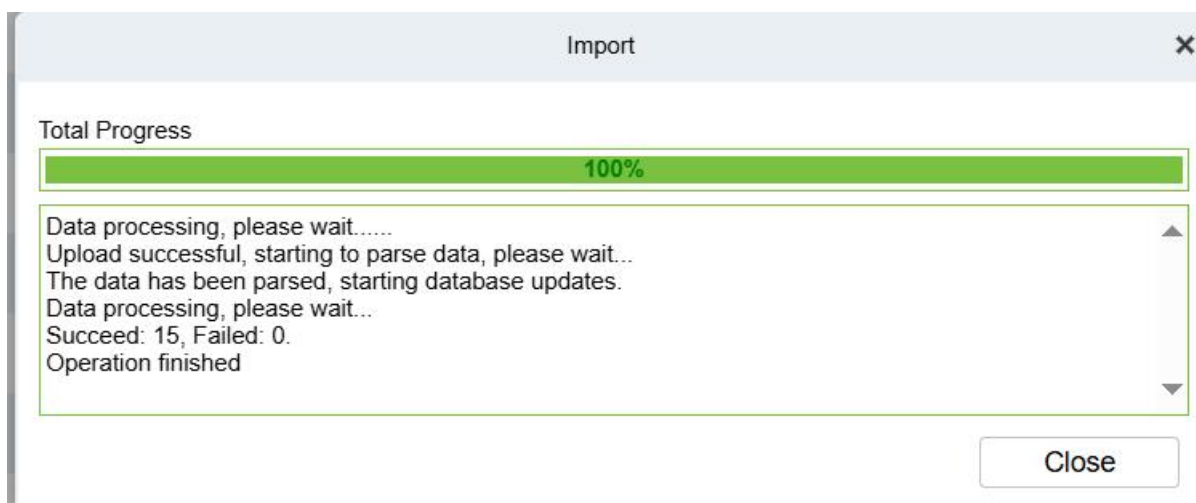 Import
Total Progress
100%
Data processing, please wait......
Upload successful, starting to parse data, please wait...
The data has been parsed, starting database updates.
Data processing, please wait...
Succeed: 15, Failed: 0.
Operation finished
Close